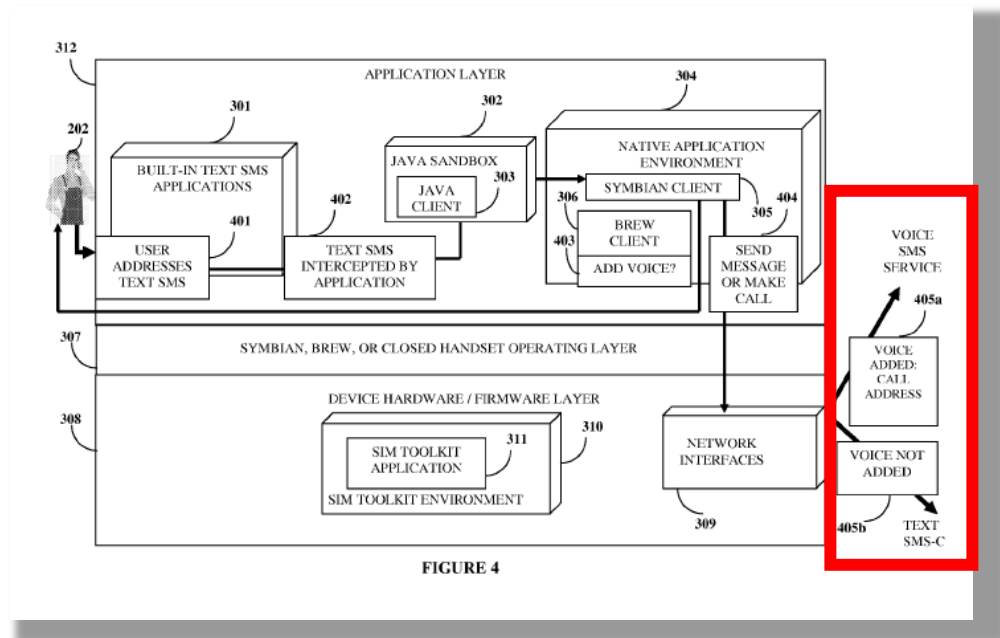 312
APPLICATION LAYER
304
301
302
202
NATIVE APPLICATION
ENVIRONMENT
BUILT-IN TEXT SMS
APPLICATIONS
JAVA SANDBOX
JAVA
CLIENT
303
SYMBIAN CLIENT
306
305
404
401
402
BREW
CLIENT
403
ADD VOICE?
USER
ADDRESSES
TEXT SMS
TEXT SMS
INTERCEPTED BY
APPLICATION
SEND
MESSAGE
OR MAKE
CALL
VOICE
SMS
SERVICE
405a
307
SYMBIAN, BREW, OR CLOSED HANDSET OPERATING LAYER
VOICE
ADDED:
CALL
ADDRESS
DEVICE HARDWARE / FIRMWARE LAYER
308
310
311
SIM TOOLKIT
APPLICATION
SIM TOOLKIT ENVIRONMENT
NETWORK
INTERFACES
309
VOICE NOT
ADDED
405b
TEXT
SMS-C
FIGURE 4